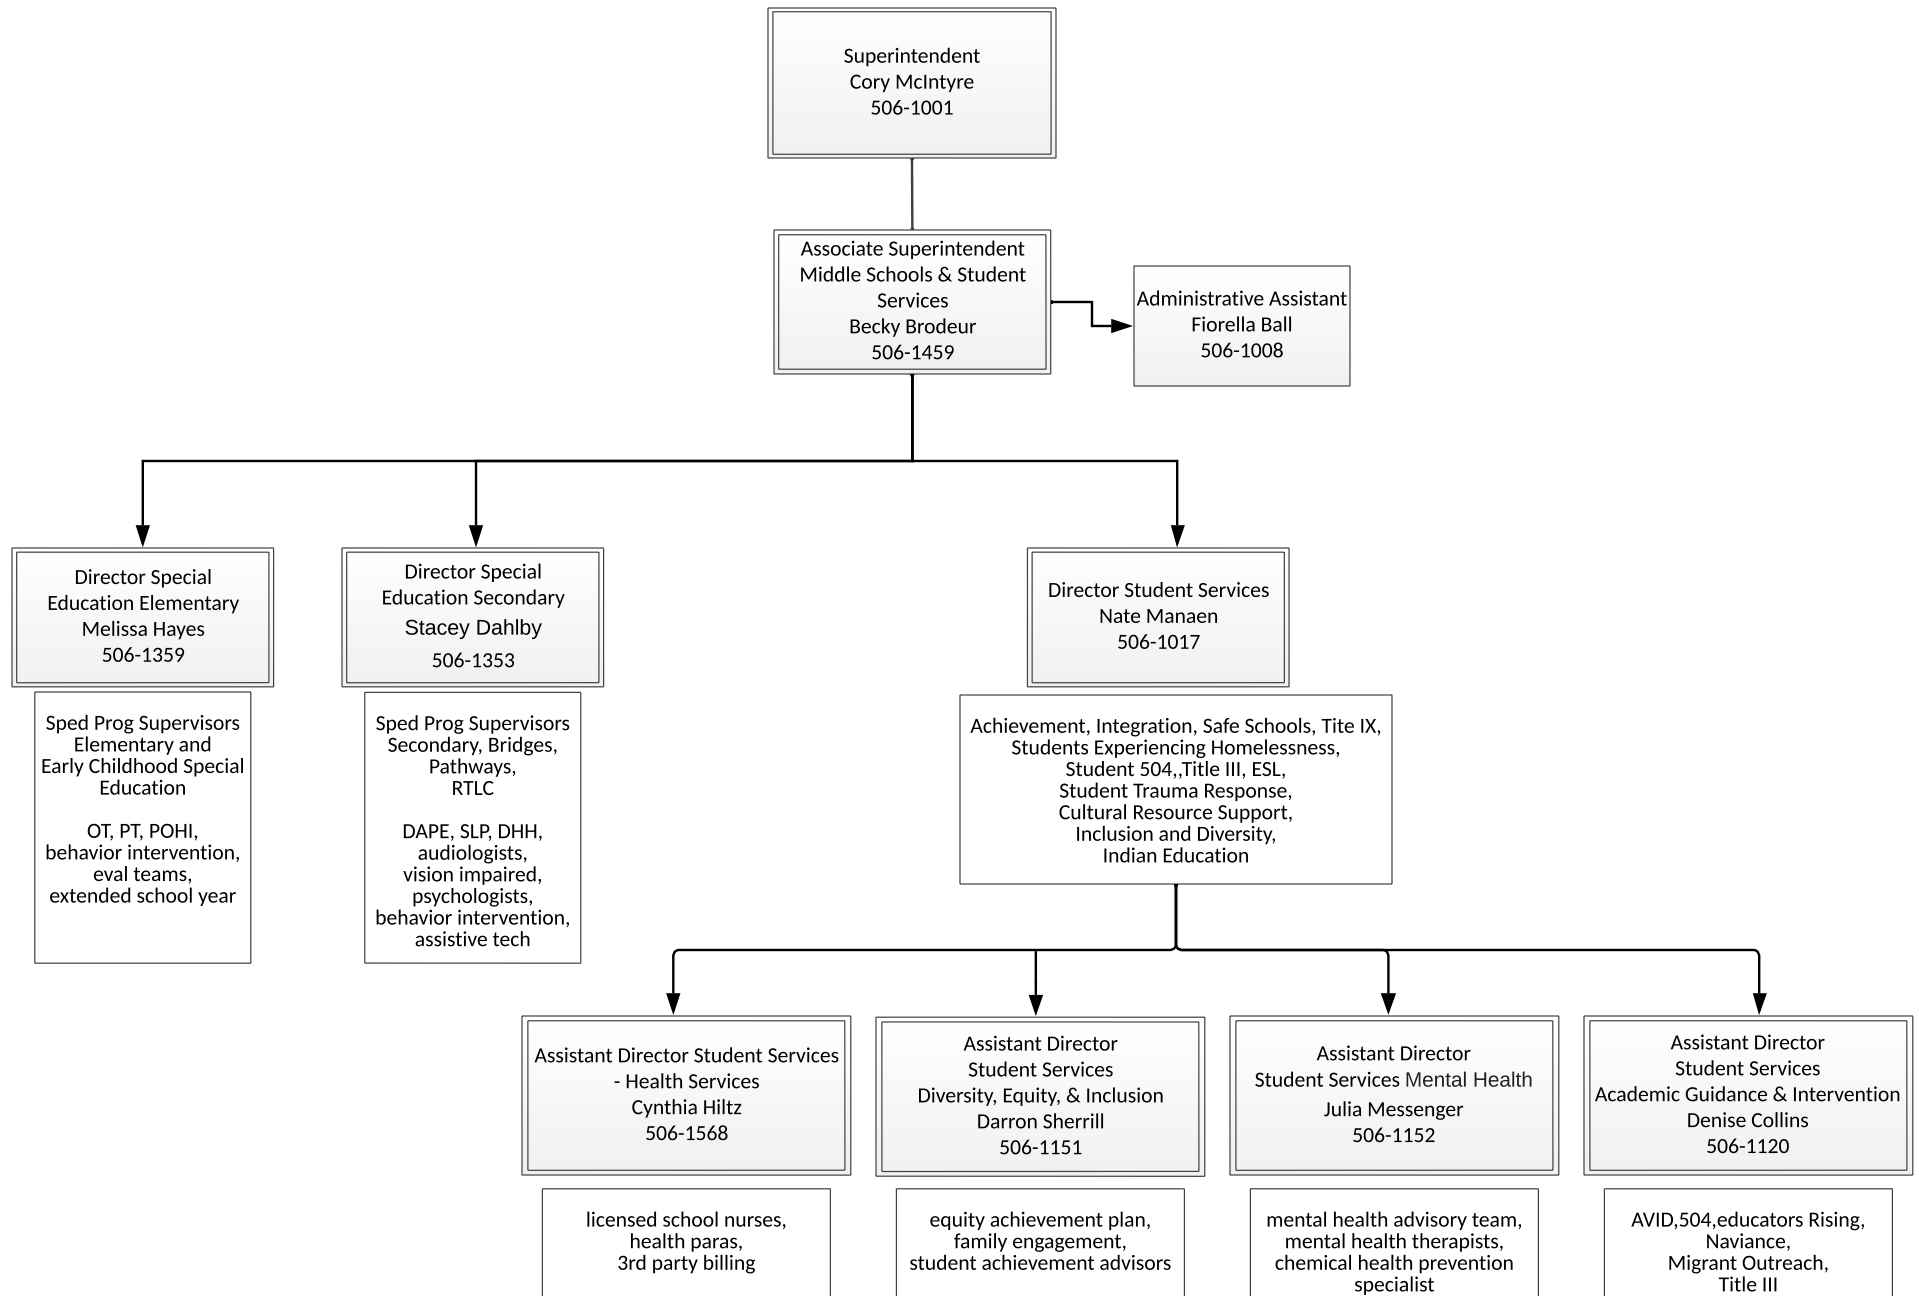 Superintendent
Cory McIntyre
506-1001
Associate Superintendent
Middle Schools & Student
Services
Becky Brodeur
506-1459
Administrative Assistant
Fiorella Ball
506-1008
Director Special
Education Elementary
Melissa Hayes
506-1359
Director Special
Education Secondary
Stacey Dahlby
506-1353
Director Student Services
Nate Manaen
506-1017
Sped Prog Supervisors
Elementary and
Early Childhood Special
Education
OT, PT, POHI,
behavior intervention,
eval teams,
extended school year
Sped Prog Supervisors
Secondary, Bridges,
Pathways,
RTLC
DAPE, SLP, DHH,
audiologists,
vision impaired,
psychologists,
behavior intervention,
assistive tech
Achievement, Integration, Safe Schools, Tite IX,
Students Experiencing Homelessness,
Student 504,,Title III, ESL,
Student Trauma Response,
Cultural Resource Support,
Inclusion and Diversity,
Indian Education
Assistant Director Student Services
- Health Services
Cynthia Hiltz
506-1568
Assistant Director
Student Services
Diversity, Equity, & Inclusion
Darron Sherrill
506-1151
Assistant Director
Student Services Mental Health
Julia Messenger
506-1152
Assistant Director
Student Services
Academic Guidance & Intervention
Denise Collins
506-1120
licensed school nurses,
health paras,
3rd party billing
equity achievement plan,
family engagement,
student achievement advisors
mental health advisory team,
mental health therapists,
chemical health prevention
specialist
AVID,504,educators Rising,
Naviance,
Migrant Outreach,
Title III